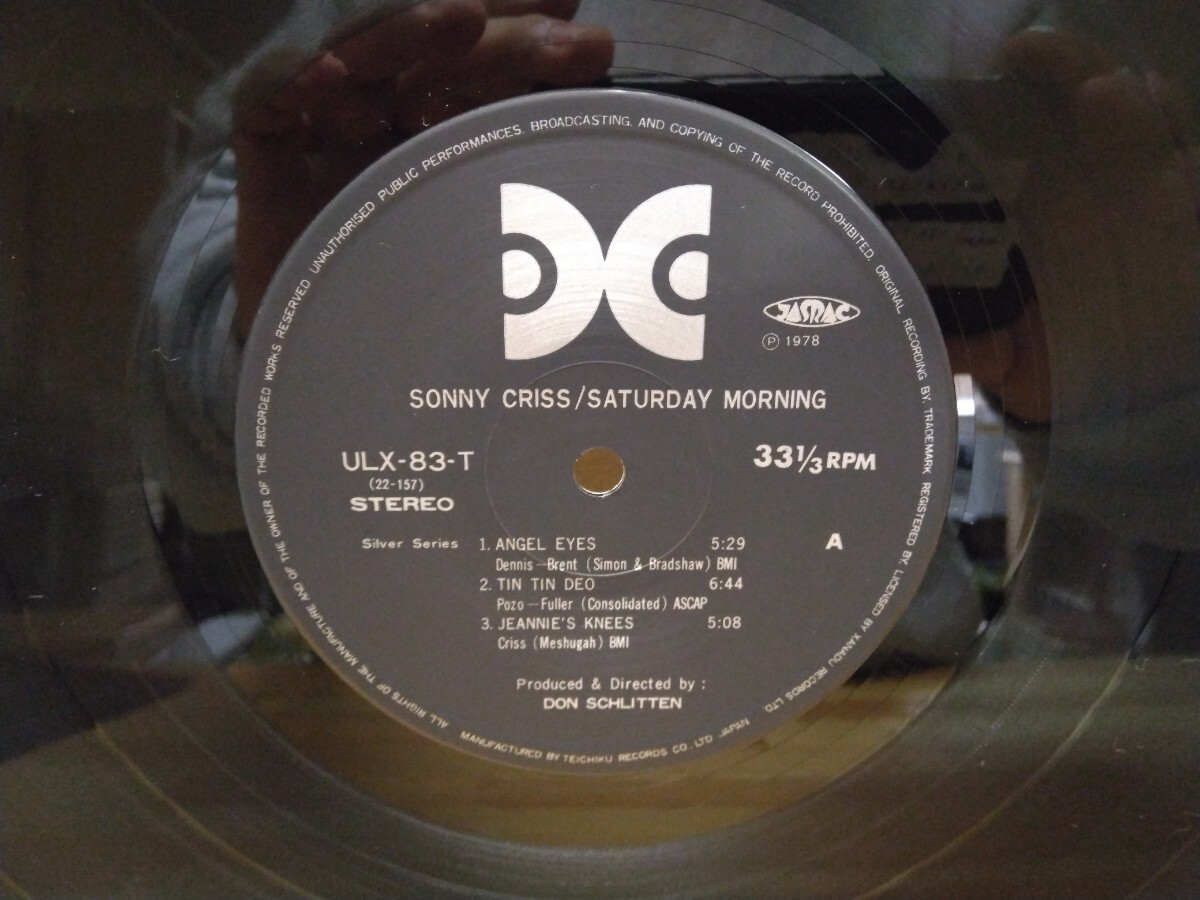 ALL RIGHTS OF THE MANUFACTURE AND OF THE OWNER OF THE RECORDED WORKS RESERVED UNAUTHORISED PUBLIC PERFORMANCES. BROADCASTING. AND COPYING OF THE RECORD PROHIBITED. ORIGINAL RECORDING BY. TRADEMARK REGISTERED BY. LICENSED BY XANADU RECORDS LTD.
JASRAC
Ⓟ 1978
SONNY CRISS/SATURDAY MORNING
ULX-83-T
(22-157)
STEREO
33 1/3 RPM
Silver Series
A
1. ANGEL EYES 5:29
Dennis-Brent (Simon & Bradshaw) BMI
2. TIN TIN DEO 6:44
Pozo-Fuller (Consolidated) ASCAP
3. JEANNIE'S KNEES 5:08
Criss (Meshugah) BMI
Produced & Directed by :
DON SCHLITTEN
MANUFACTURED BY TEICHIKU RECORDS CO. LTD. JAPAN